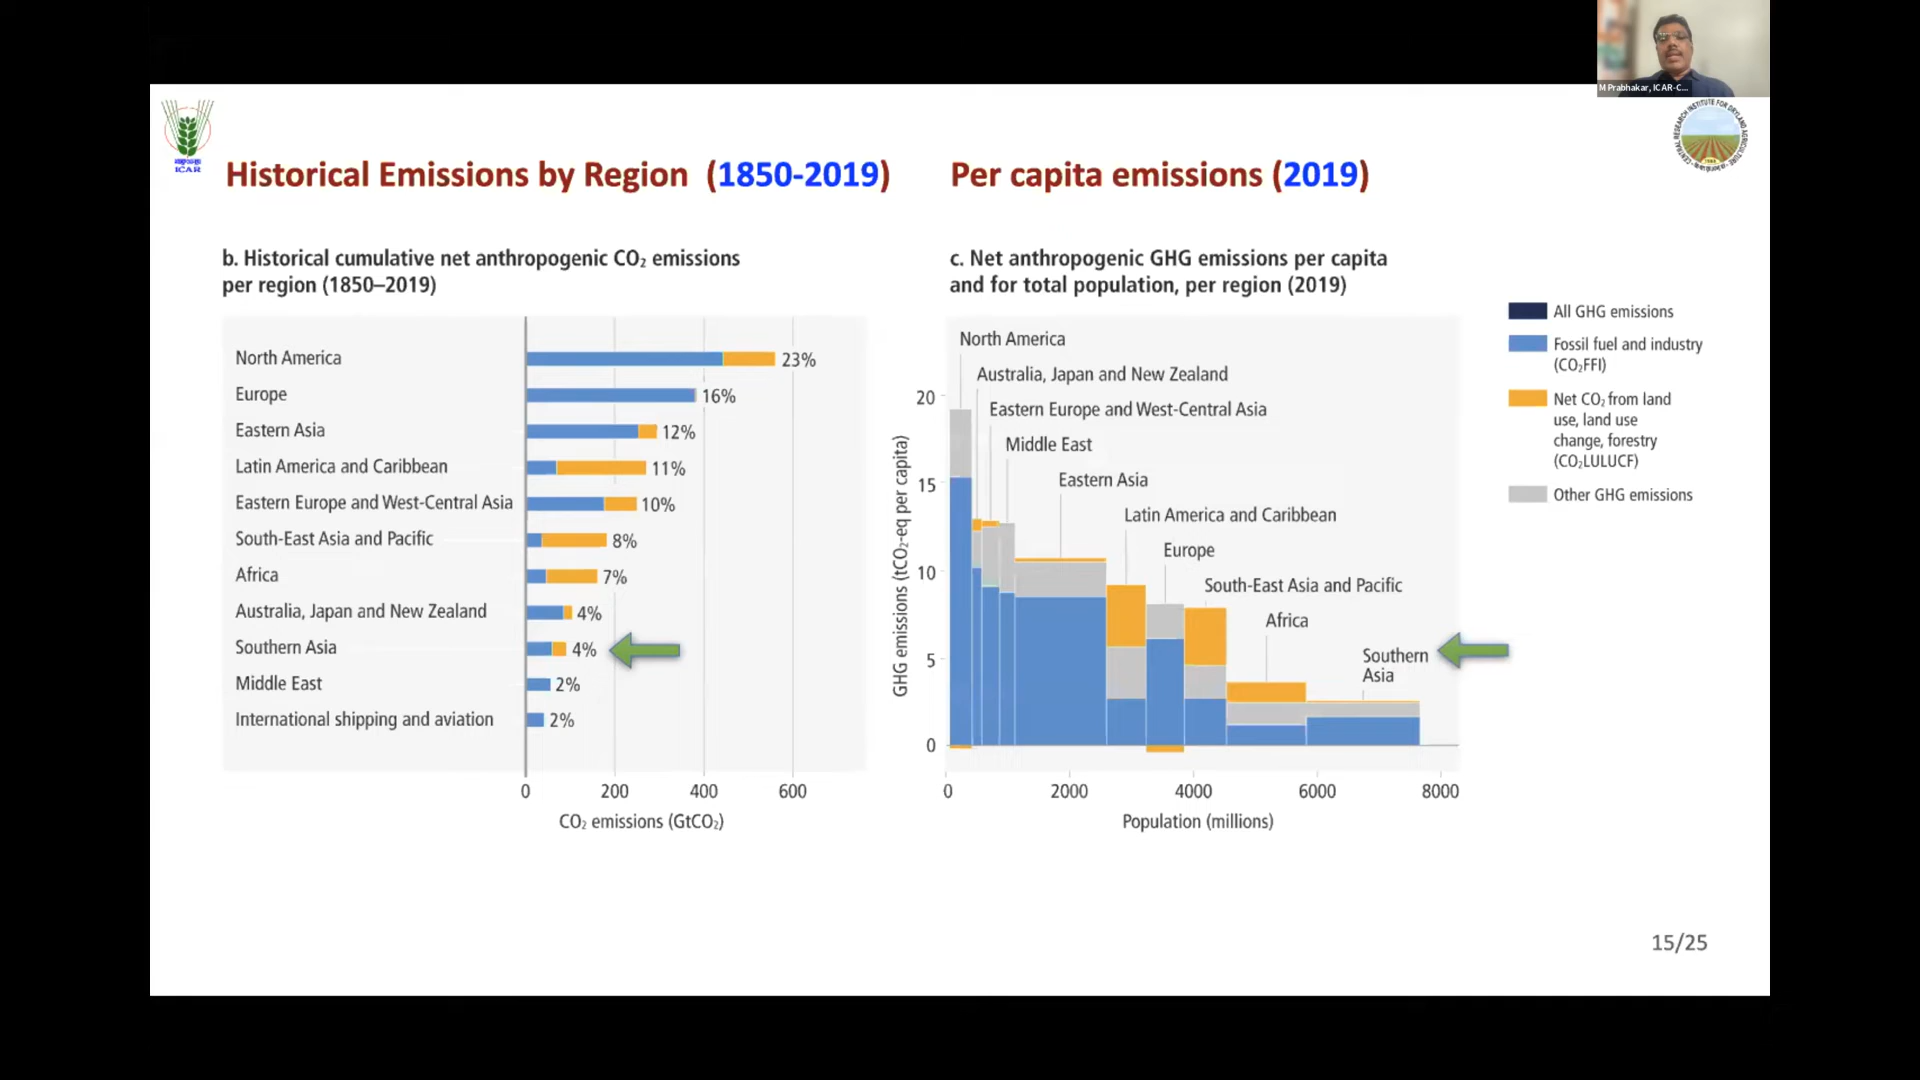 M Prabhakar, ICAR-C...
ICAR
Historical Emissions by Region (1850-2019)
Per capita emissions (2019)
b. Historical cumulative net anthropogenic CO₂ emissions
per region (1850–2019)
North America
23%
Europe
16%
Eastern Asia
12%
Latin America and Caribbean
11%
Eastern Europe and West-Central Asia
10%
South-East Asia and Pacific
8%
Africa
7%
Australia, Japan and New Zealand
4%
Southern Asia
4%
Middle East
2%
International shipping and aviation
2%
0 200 400 600
CO₂ emissions (GtCO₂)
c. Net anthropogenic GHG emissions per capita
and for total population, per region (2019)
North America
Australia, Japan and New Zealand
Eastern Europe and West-Central Asia
Middle East
Eastern Asia
Latin America and Caribbean
Europe
South-East Asia and Pacific
Africa
Southern
Asia
GHG emissions (tCO₂-eq per capita)
20
15
10
5
0
0 2000 4000 6000 8000
Population (millions)
All GHG emissions
Fossil fuel and industry
(CO₂FFI)
Net CO₂ from land
use, land use
change, forestry
(CO₂LULUCF)
Other GHG emissions
CENTRAL RESEARCH INSTITUTE FOR DRYLAND AGRICULTURE
15/25